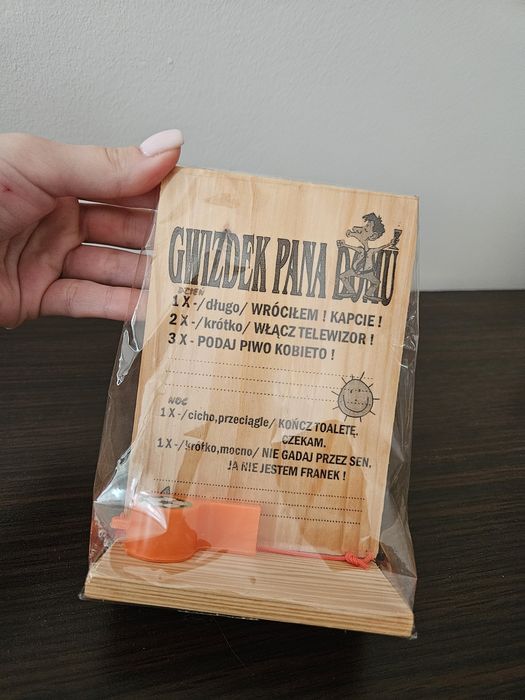 GWIZDEK PANA DOMU
DZIEŃ
1 X -/długo/ WRÓCIŁEM ! KAPCIE !
2 X -/krótko/ WŁĄCZ TELEWIZOR !
3 X - PODAJ PIWO KOBIETO !
NOC
1 X -/cicho,przeciągle/ KOŃCZ TOALETĘ,
CZEKAM.
1 X -/krótko,mocno/ NIE GADAJ PRZEZ SEN,
JA NIE JESTEM FRANEK !